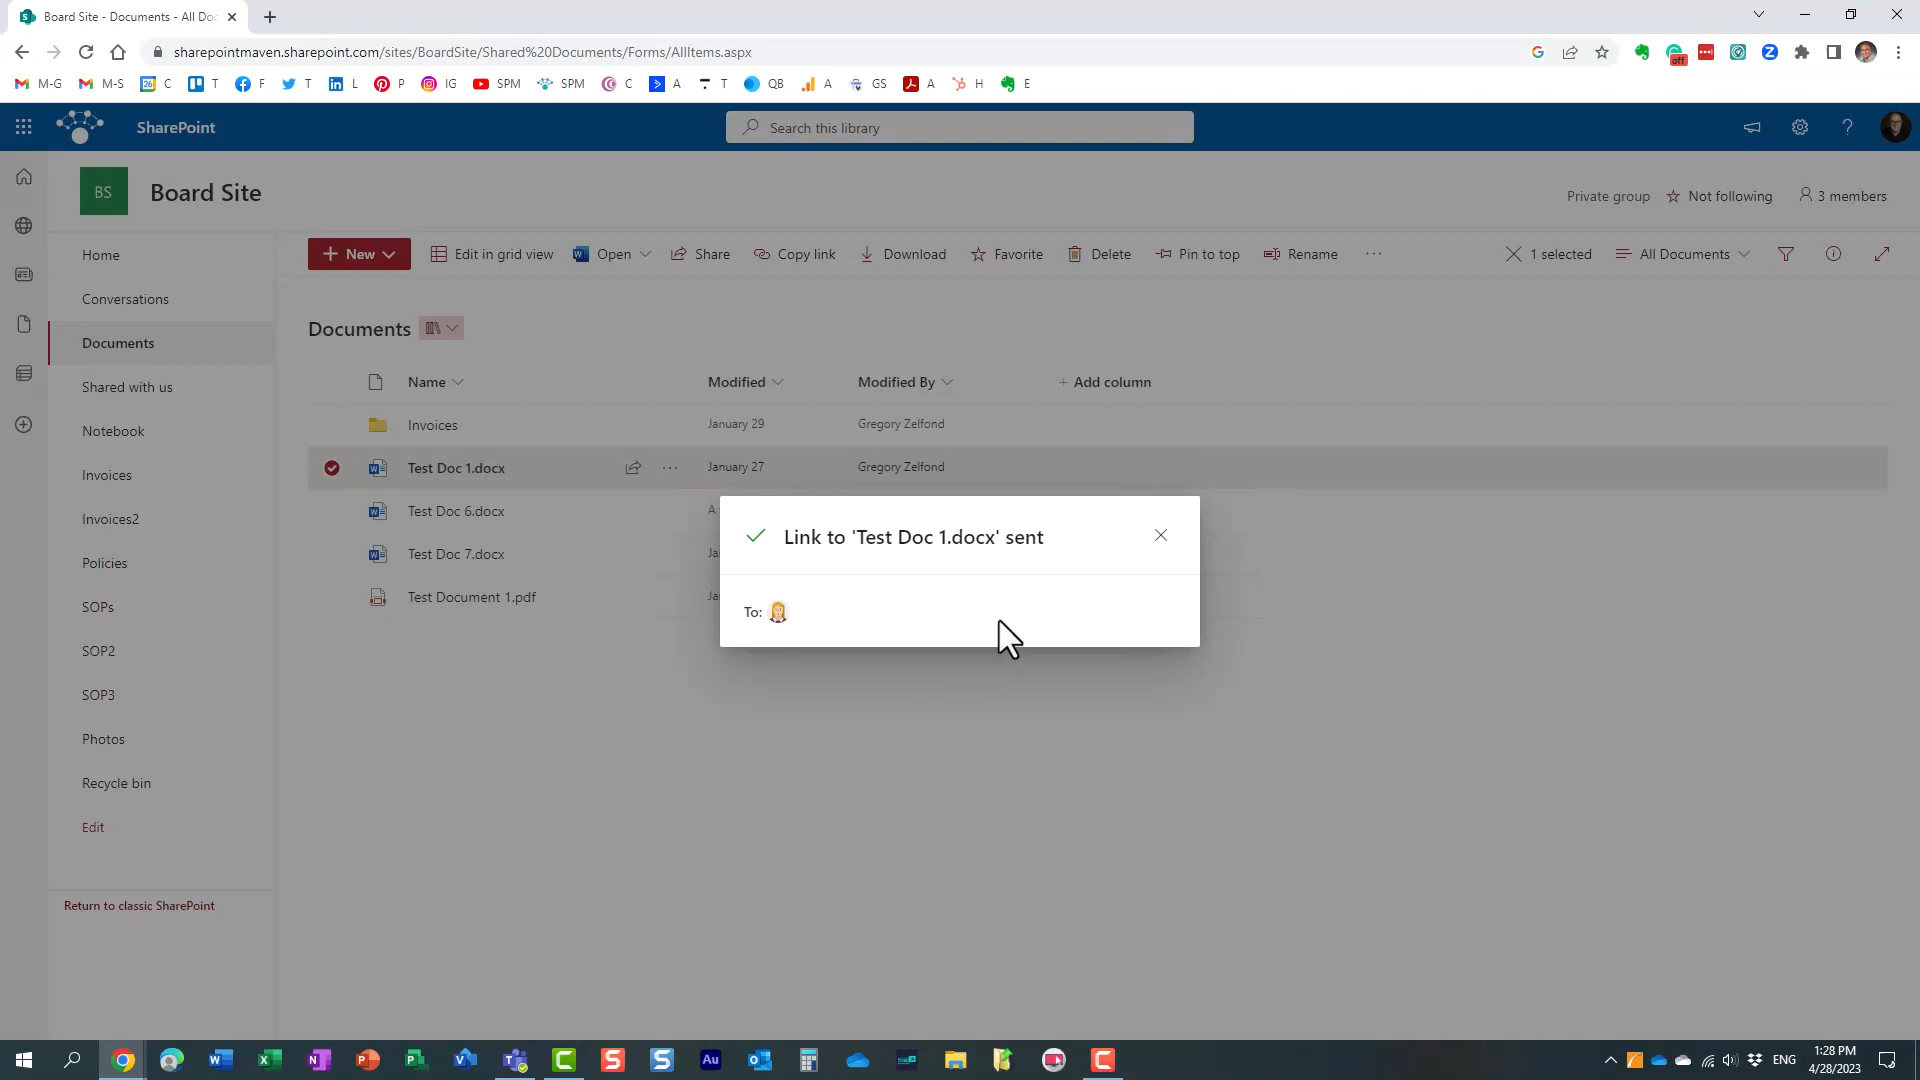 Board Site - Documents - All Doc
sharepointmaven.sharepoint.com/sites/BoardSite/Shared%20Documents/Forms/AllItems.aspx
off
M-G M-S 26 C T F T L P IG SPM SPM C A T QB A GS A H E
SharePoint
Search this library
BS
Board Site
Private group
Not following
3 members
Home
Conversations
Documents
Shared with us
Notebook
Invoices
Invoices2
Policies
SOPs
SOP2
SOP3
Photos
Recycle bin
Edit
Return to classic SharePoint
New
Edit in grid view
Open
Share
Copy link
Download
Favorite
Delete
Pin to top
Rename
1 selected
All Documents
Documents
Name Modified Modified By Add column
Invoices January 29 Gregory Zelfond
Test Doc 1.docx January 27 Gregory Zelfond
Test Doc 6.docx A
Test Doc 7.docx Ja
Test Document 1.pdf Ja
Link to 'Test Doc 1.docx' sent
To:
ENG
1:28 PM
4/28/2023